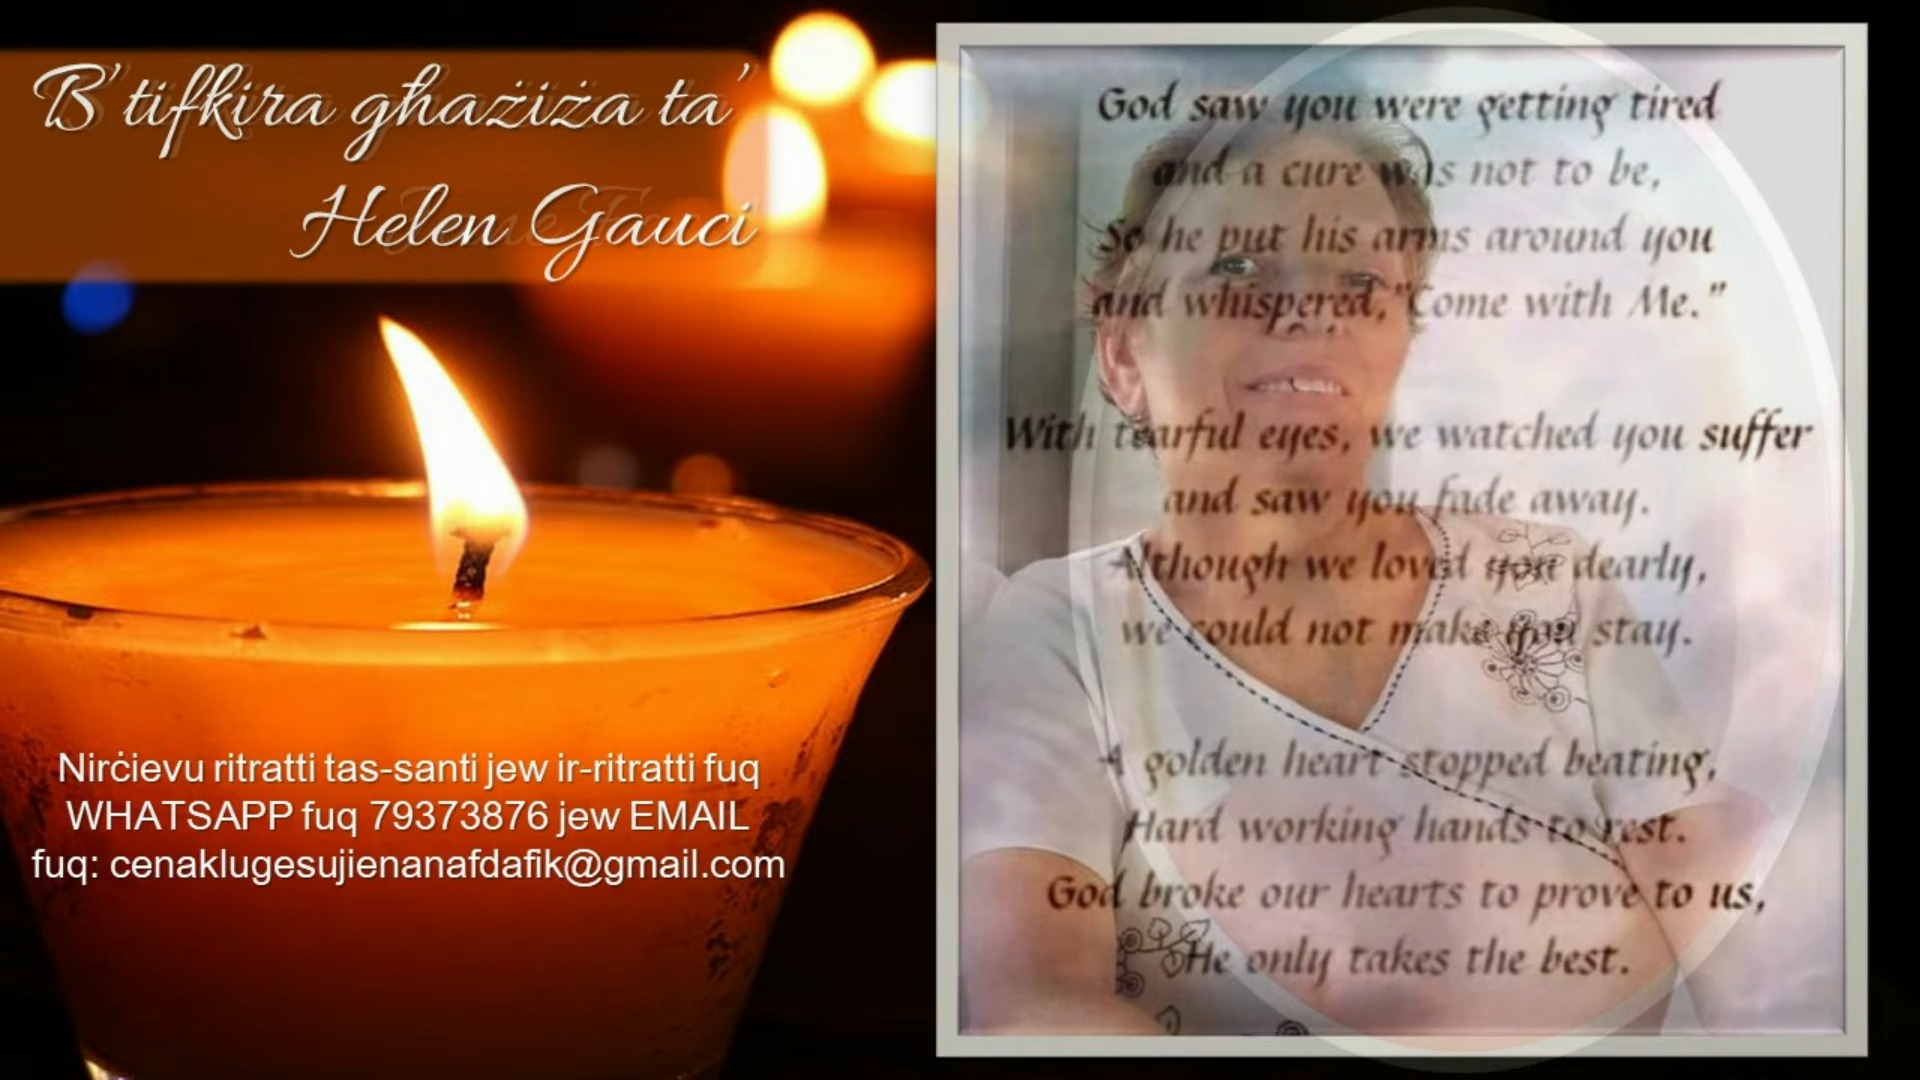 B'tifkira għażiża ta'
Helen Gauci
Nirċievu ritratti tas-santi jew ir-ritratti fuq
WHATSAPP fuq 79373876 jew EMAIL
fuq: cenaklugesujienanafdafik@gmail.com
God saw you were getting tired
and a cure was not to be,
So he put his arms around you
and whispered, "Come with Me."
With tearful eyes, we watched you suffer
and saw you fade away.
Although we loved you dearly,
we could not make you stay.
A golden heart stopped beating,
Hard working hands to rest.
God broke our hearts to prove to us,
He only takes the best.